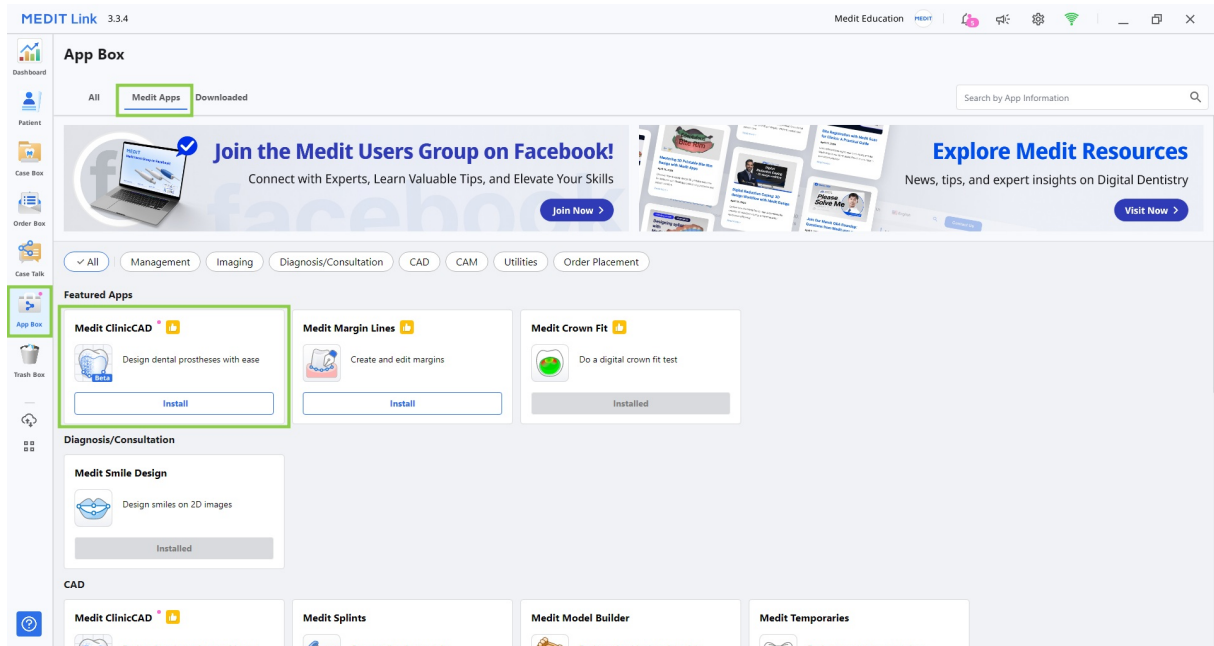 MEDIT Link 3.3.4
Medit Education
MEDIT
5
Dashboard
Patient
Case Box
Order Box
Case Talk
App Box
Trash Box
App Box
All
Medit Apps
Downloaded
Search by App Information
Join the Medit Users Group on Facebook!
Connect with Experts, Learn Valuable Tips, and Elevate Your Skills
Join Now >
Explore Medit Resources
News, tips, and expert insights on Digital Dentistry
Visit Now >
Please
Solve Me
All
Management
Imaging
Diagnosis/Consultation
CAD
CAM
Utilities
Order Placement
Featured Apps
Medit ClinicCAD
Design dental prostheses with ease
Beta
Install
Medit Margin Lines
Create and edit margins
Install
Medit Crown Fit
Do a digital crown fit test
Installed
Diagnosis/Consultation
Medit Smile Design
Design smiles on 2D images
Installed
CAD
Medit ClinicCAD
Medit Splints
Medit Model Builder
Medit Temporaries